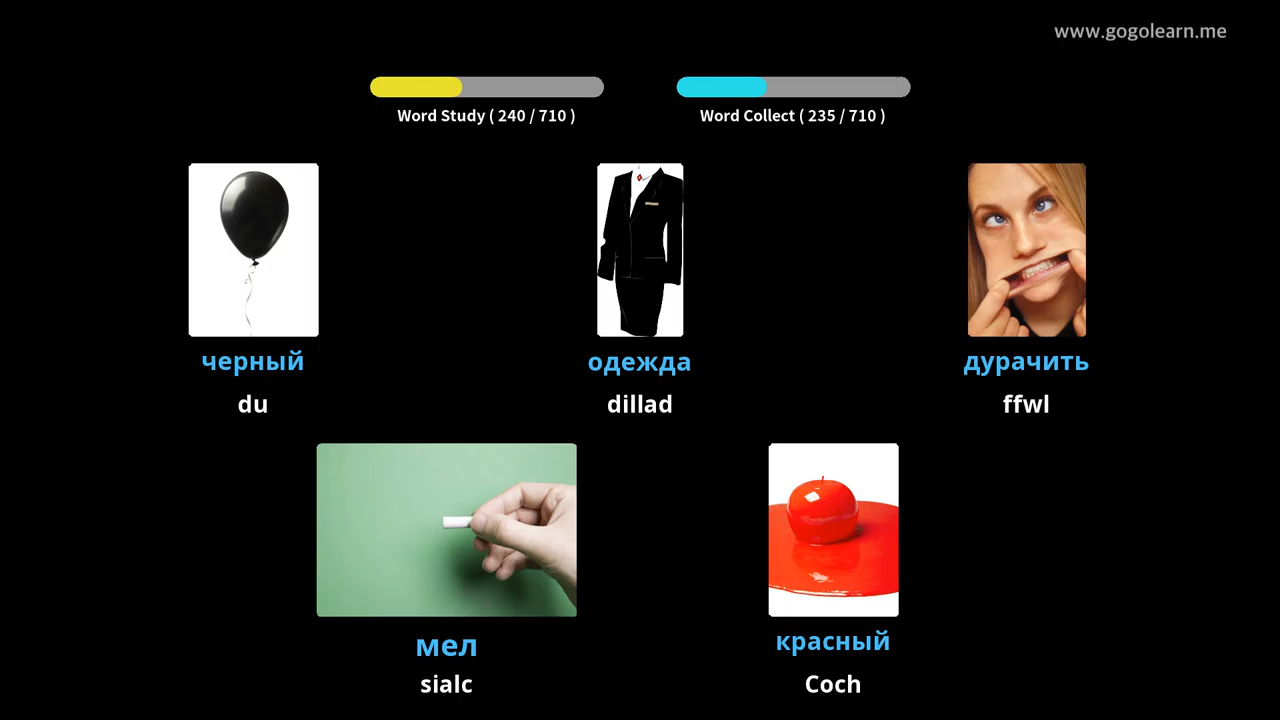 www.gogolearn.me
Word Study ( 240 / 710 )
Word Collect ( 235 / 710 )
черный
одежда
дурачить
du
dillad
ffwl
мел
красный
sialc
Coch